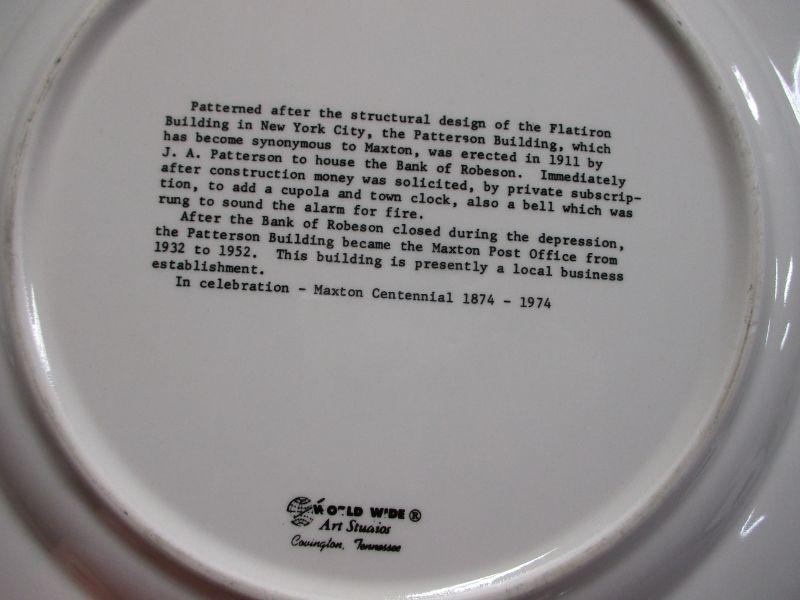 Patterned after the structural design of the Flatiron
Building in New York City, the Patterson Building, which
has become synonymous to Maxton, was erected in 1911 by
J. A. Patterson to house the Bank of Robeson. Immediately
after construction money was solicited, by private subscrip-
tion, to add a cupola and town clock, also a bell which was
rung to sound the alarm for fire.
After the Bank of Robeson closed during the depression,
the Patterson Building became the Maxton Post Office from
1932 to 1952. This building is presently a local business
establishment.
In celebration - Maxton Centennial 1874 - 1974
WORLD WIDE®
Art Studios
Covington, Tennessee